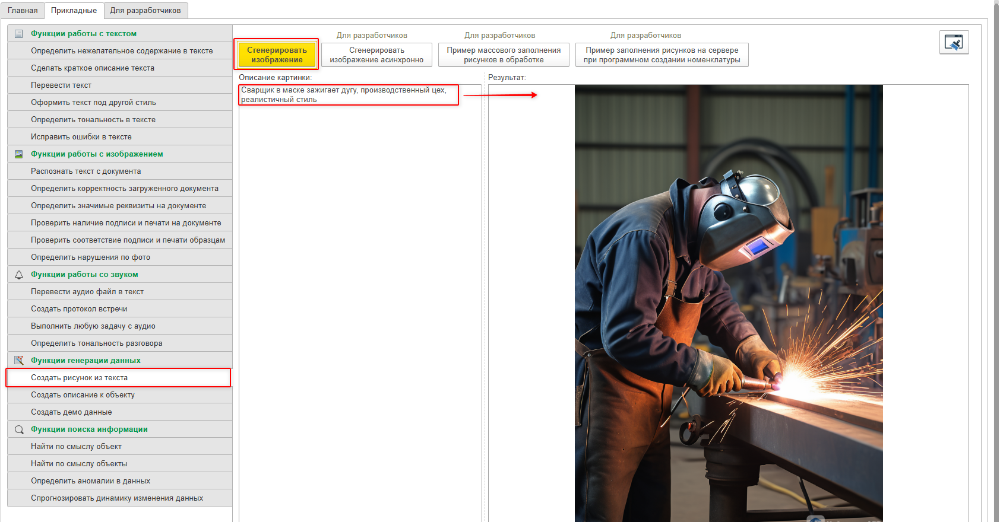 Главная
Прикладные
Для разработчиков
Функции работы с текстом
Определить нежелательное содержание в тексте
Сделать краткое описание текста
Перевести текст
Оформить текст под другой стиль
Определить тональность в тексте
Исправить ошибки в тексте
Функции работы с изображением
Распознать текст с документа
Определить корректность загруженного документа
Определить значимые реквизиты на документе
Проверить наличие подписи и печати на документе
Проверить соответствие подписи и печати образцам
Определить нарушения по фото
Функции работы со звуком
Перевести аудио файл в текст
Создать протокол встречи
Выполнить любую задачу с аудио
Определить тональность разговора
Функции генерации данных
Создать рисунок из текста
Создать описание к объекту
Создать демо данные
Функции поиска информации
Найти по смыслу объект
Найти по смыслу объекты
Определить аномалии в данных
Спрогнозировать динамику изменения данных
Сгенерировать
изображение
Для разработчиков
Сгенерировать
изображение асинхронно
Для разработчиков
Пример массового заполнения
рисунков в обработке
Для разработчиков
Пример заполнения рисунков на сервере
при программном создании номенклатуры
Описание картинки:
Сварщик в маске зажигает дугу, производственный цех,
реалистичный стиль
Результат: